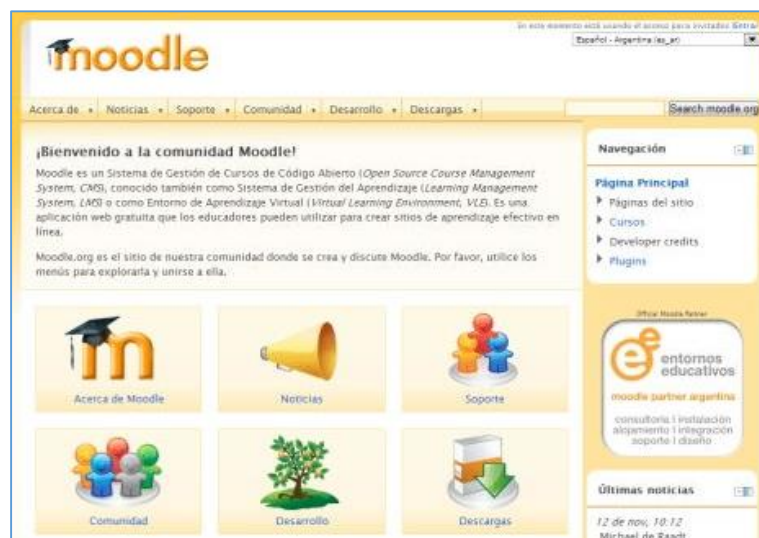 En este momento está usando el acceso para invitados (Entrar)
Español - Argentina (es_ar)
moodle
Acerca de Noticias Soporte Comunidad Desarrollo Descargas Search moodle.org
¡Bienvenido a la comunidad Moodle!
Moodle es un Sistema de Gestión de Cursos de Código Abierto (Open Source Course Management
System, CMS), conocido también como Sistema de Gestión del Aprendizaje (Learning Management
System, LMS) o como Entorno de Aprendizaje Virtual (Virtual Learning Environment, VLE). Es una
aplicación web gratuita que los educadores pueden utilizar para crear sitios de aprendizaje efectivo en
línea.
Moodle.org es el sitio de nuestra comunidad donde se crea y discute Moodle. Por favor, utilice los
menús para explorarla y unirse a ella.
m
Acerca de Moodle
Noticias
Soporte
Comunidad
Desarrollo
Descargas
Navegación
Página Principal
Páginas del sitio
Cursos
Developer credits
Plugins
Official Moodle Partner
ee entornos
educativos
moodle partner argentina
consultoría | instalación
alojamiento | integración
soporte | diseño
Últimas noticias
12 de nov, 10:12
Michael de Raadt